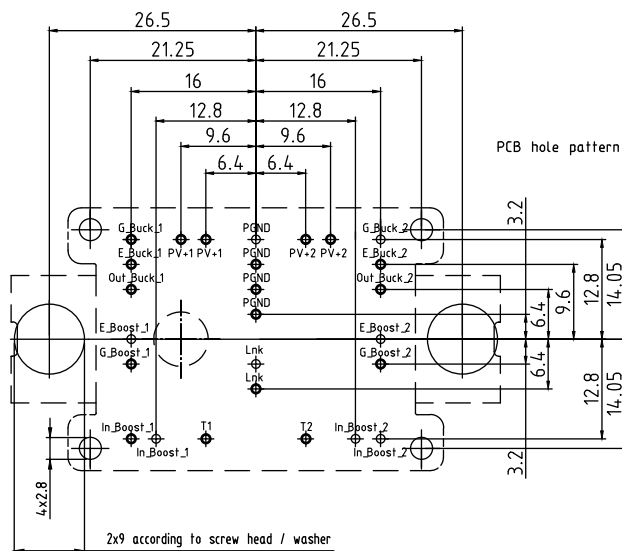 26.5 26.5
21.25 21.25
16 16
12.8 12.8
PCB hole pattern
9.6 9.6
6.4 6.4
3.2
G_Buck_1 PGND G_Buck_2
PV+1 PV+1 PV+2 PV+2
E_Buck_1 PGND E_Buck_2
Out_Buck_1 PGND Out_Buck_2
PGND
6.4 9.6 12.8 14.05
E_Boost_1 E_Boost_2
G_Boost_1 Lnk G_Boost_2
Lnk
6.4 12.8 14.05
In_Boost_1 T1 T2 In_Boost_2
In_Boost_1 In_Boost_2
3.2
4x2.8
2x9 according to screw head / washer